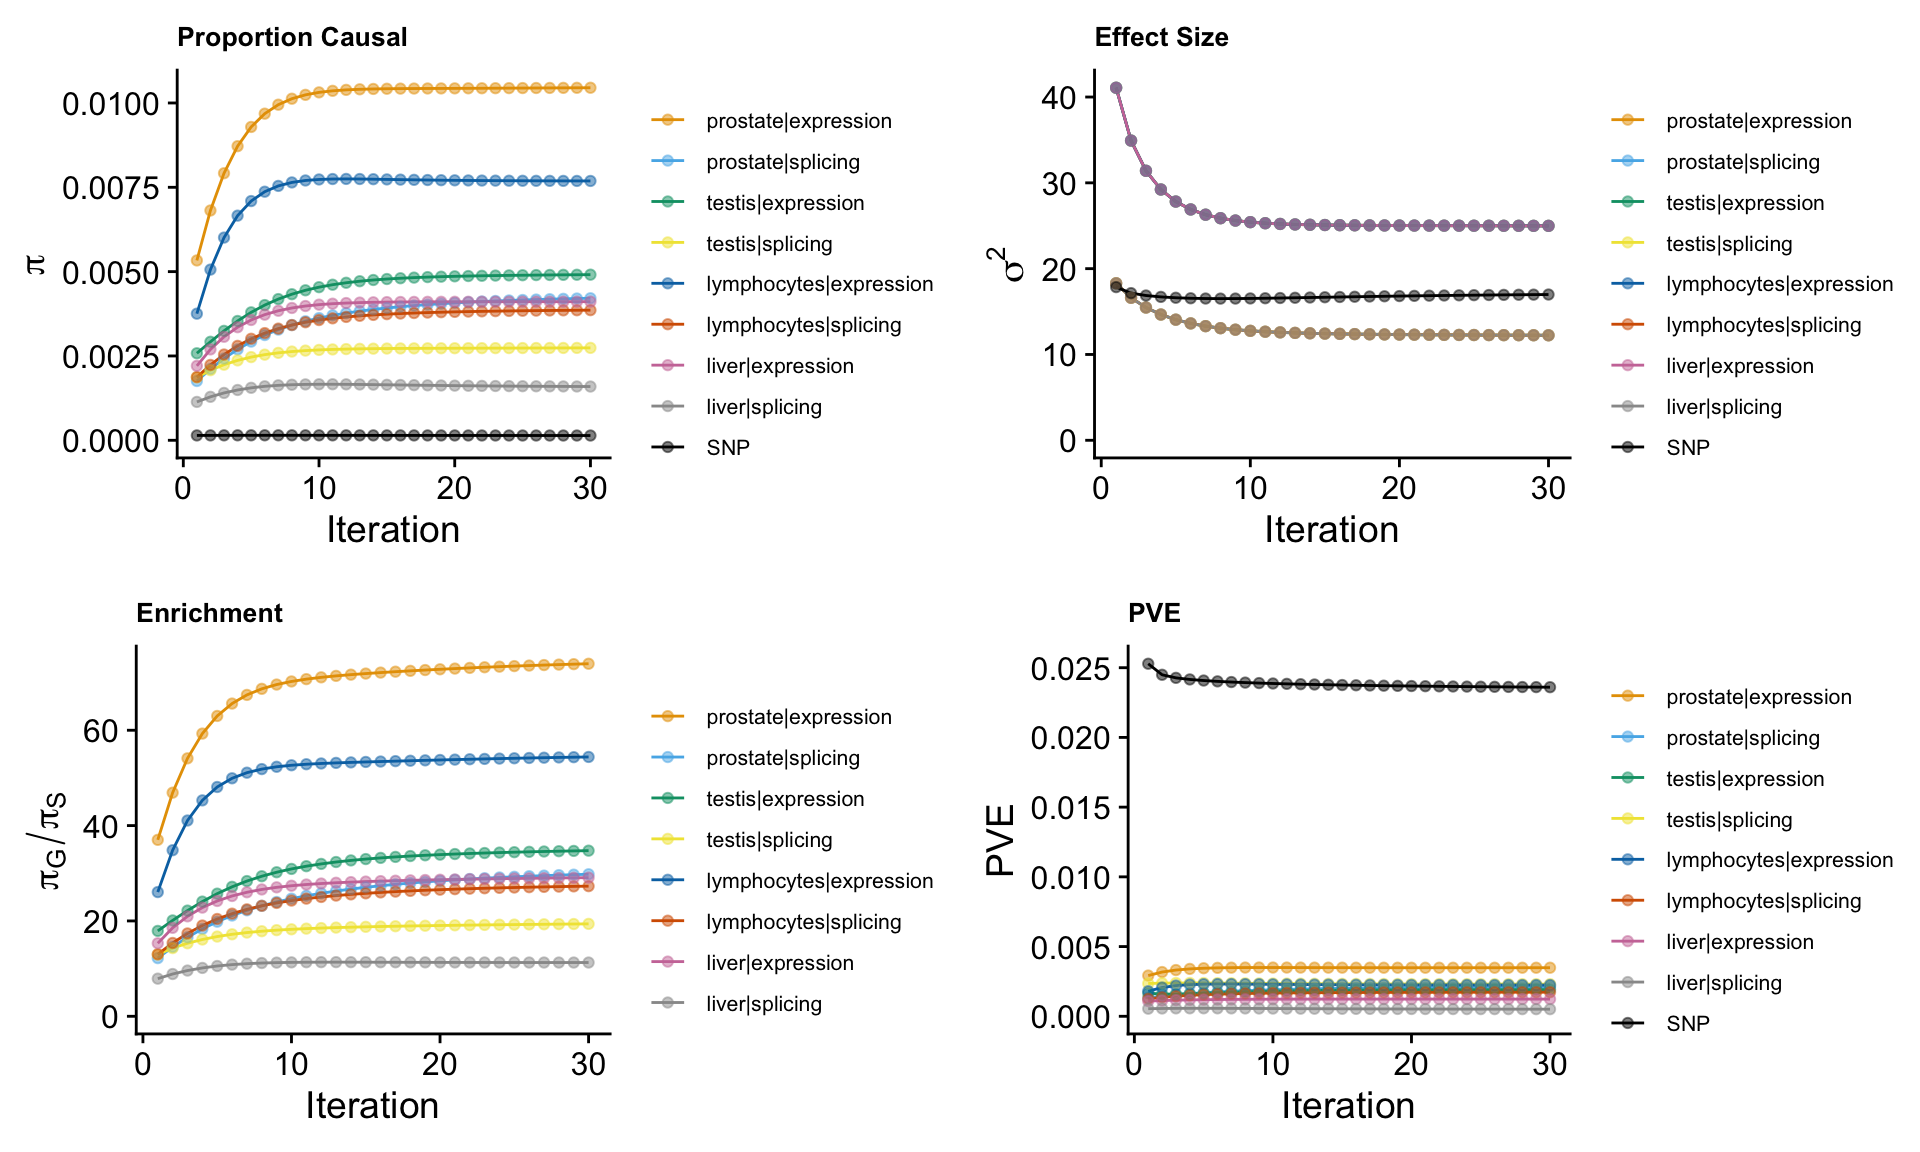 Proportion Causal
π
0.0100
0.0075
0.0050
0.0025
0.0000
0 10 20 30
Iteration
prostate|expression
prostate|splicing
testis|expression
testis|splicing
lymphocytes|expression
lymphocytes|splicing
liver|expression
liver|splicing
SNP
Effect Size
σ²
40
30
20
10
0
0 10 20 30
Iteration
prostate|expression
prostate|splicing
testis|expression
testis|splicing
lymphocytes|expression
lymphocytes|splicing
liver|expression
liver|splicing
SNP
Enrichment
πG/πS
60
40
20
0
0 10 20 30
Iteration
prostate|expression
prostate|splicing
testis|expression
testis|splicing
lymphocytes|expression
lymphocytes|splicing
liver|expression
liver|splicing
PVE
PVE
0.025
0.020
0.015
0.010
0.005
0.000
0 10 20 30
Iteration
prostate|expression
prostate|splicing
testis|expression
testis|splicing
lymphocytes|expression
lymphocytes|splicing
liver|expression
liver|splicing
SNP